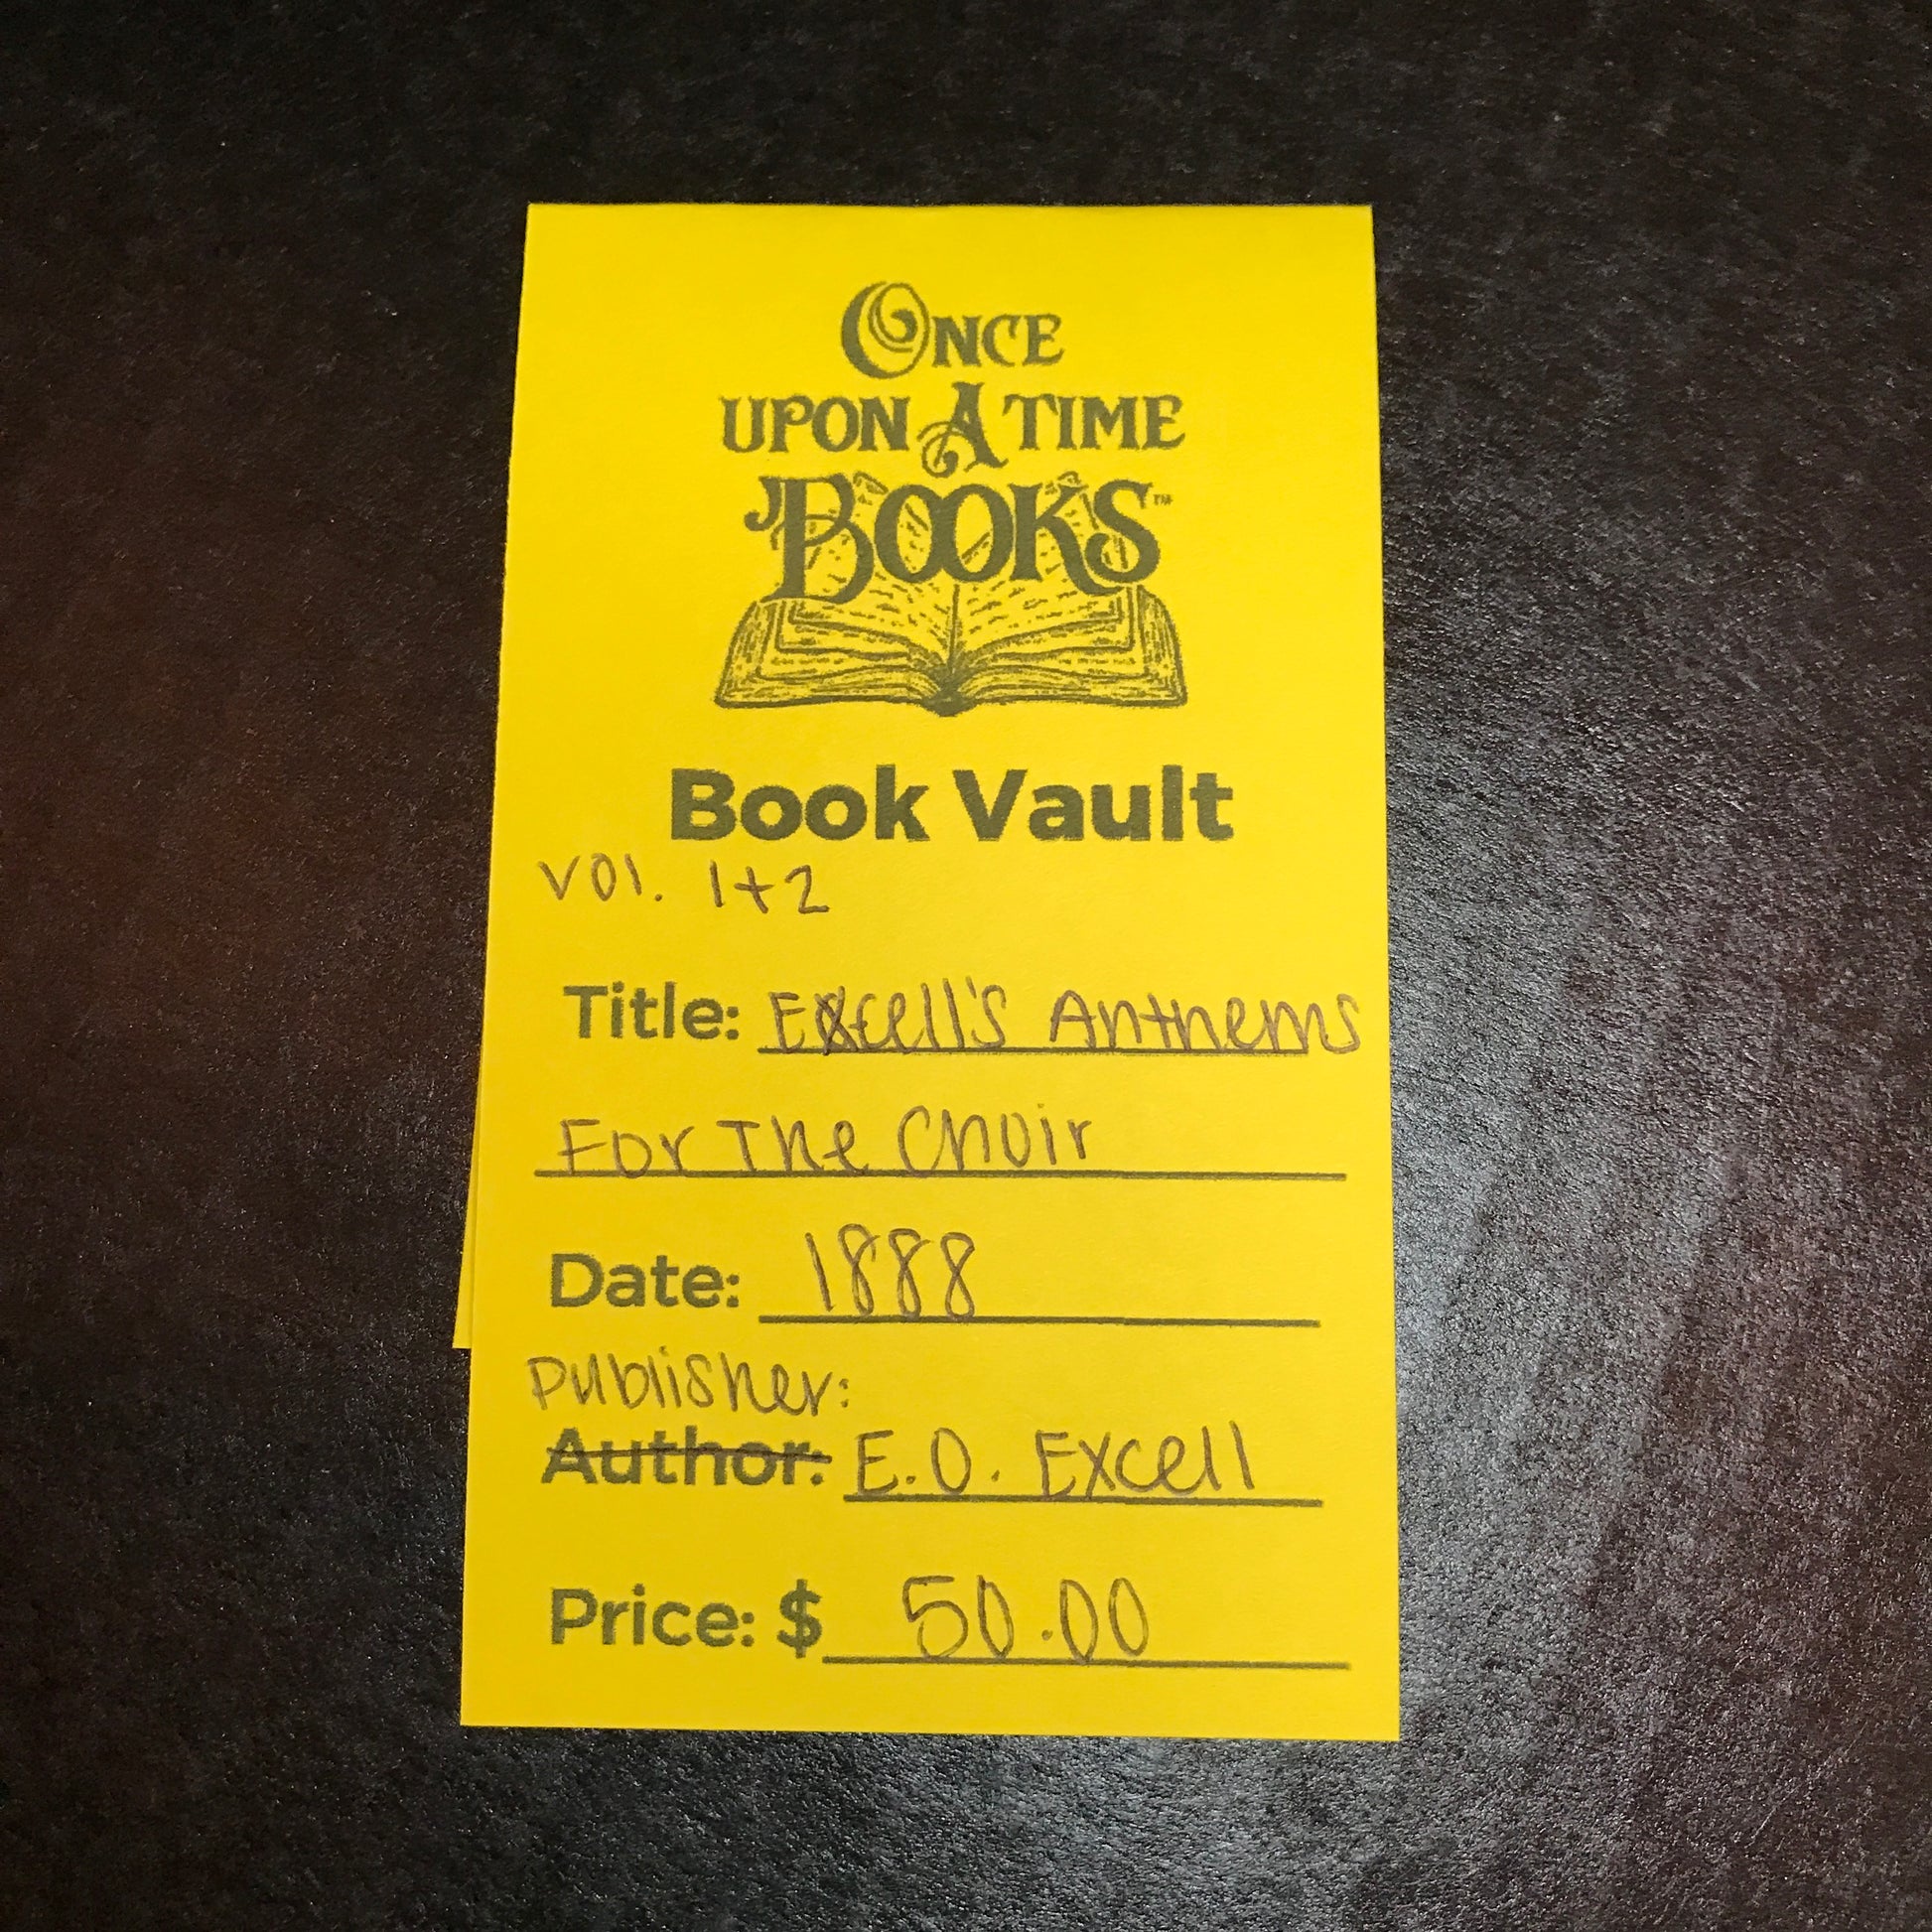 ONCE
UPON A TIME
BOOKS™
Book Vault
Vol. 1+2
Title: Excell's Anthems
For The Choir
Date: 1888
Publisher:
Author: E.O. Excell
Price: $ 50.00